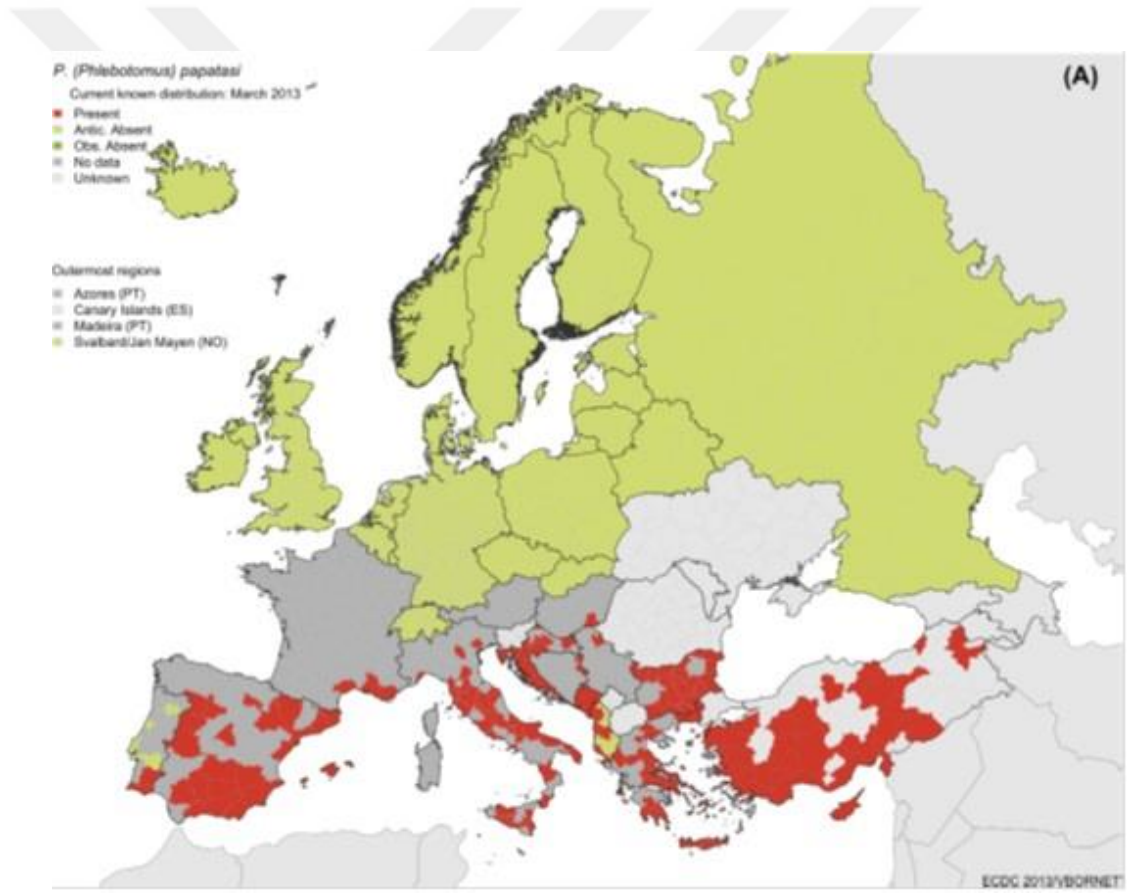 P. (Phlebotomus) papatasi
Current known distribution: March 2013
Present
Antic. Absent
Obs. Absent
No data
Unknown
Outermost regions
Azores (PT)
Canary Islands (ES)
Madeira (PT)
Svalbard/Jan Mayen (NO)
(A)
ECDC 2013/VBORNET